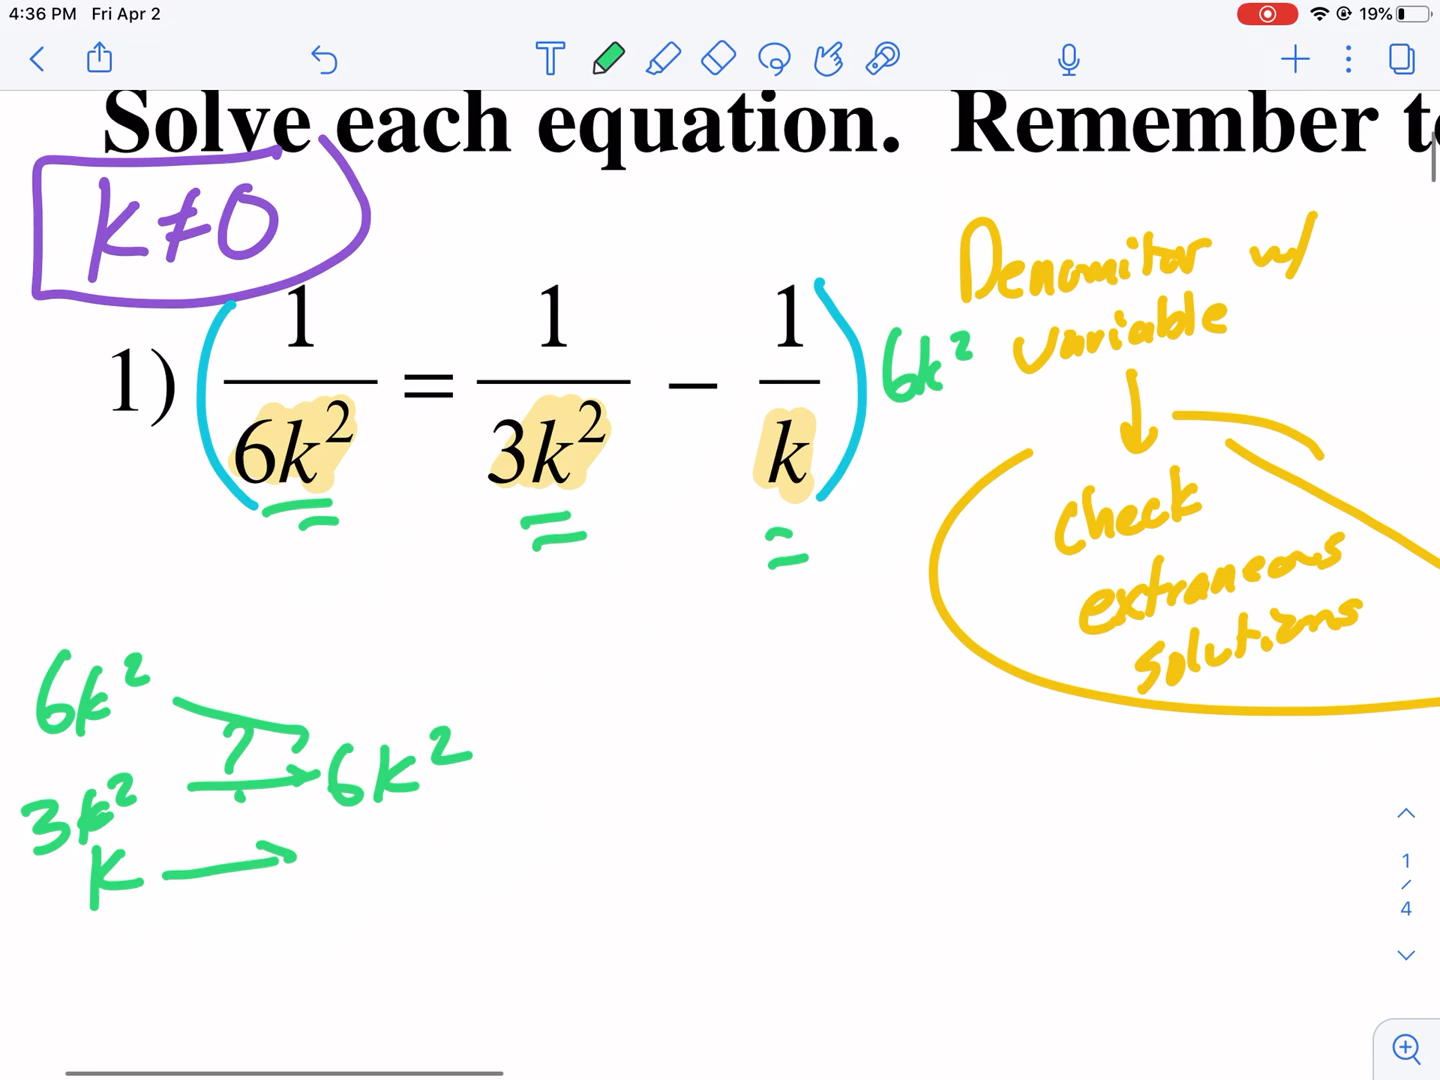 4:36 PM Fri Apr 2
19%
Solve each equation. Remember
k≠0
1) (1/6k² = 1/3k² − 1/k) 6k²
Denomitor w/
variable
check
extraneous
solutions
6k²
?
3k²
6k²
k
1
/
4